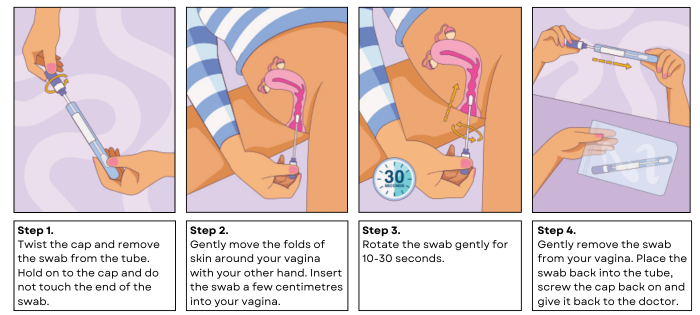 30
SECONDS
Step 1.
Twist the cap and remove
the swab from the tube.
Hold on to the cap and do
not touch the end of the
swab.
Step 2.
Gently move the folds of
skin around your vagina
with your other hand. Insert
the swab a few centimetres
into your vagina.
Step 3.
Rotate the swab gently for
10-30 seconds.
Step 4.
Gently remove the swab
from your vagina. Place the
swab back into the tube,
screw the cap back on and
give it back to the doctor.